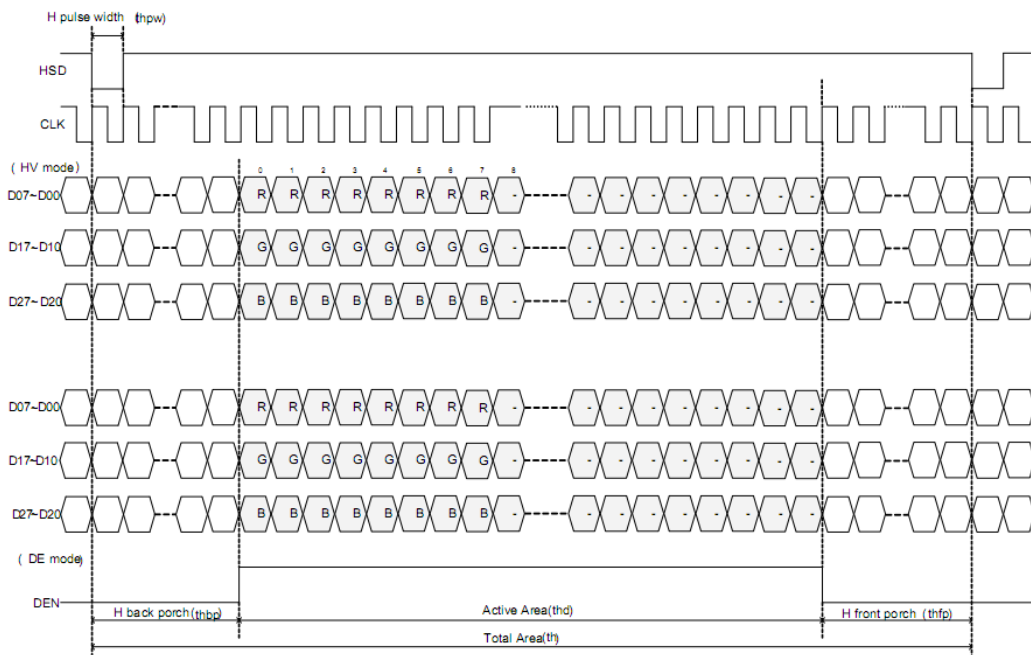 H pulse width (thpw)
HSD
CLK
( HV mode)
0 1 2 3 4 5 6 7 8
D07~D00 R R R R R R R R - - - - - - - - - -
D17~D10 G G G G G G G G - - - - - - - - - -
D27~D20 B B B B B B B B - - - - - - - - - -
D07~D00 R R R R R R R R - - - - - - - - - -
D17~D10 G G G G G G G G - - - - - - - - - -
D27~D20 B B B B B B B B - - - - - - - - - -
( DE mode)
DEN
H back porch (thbp) Active Area(thd) H front porch (thfp)
Total Area(th)